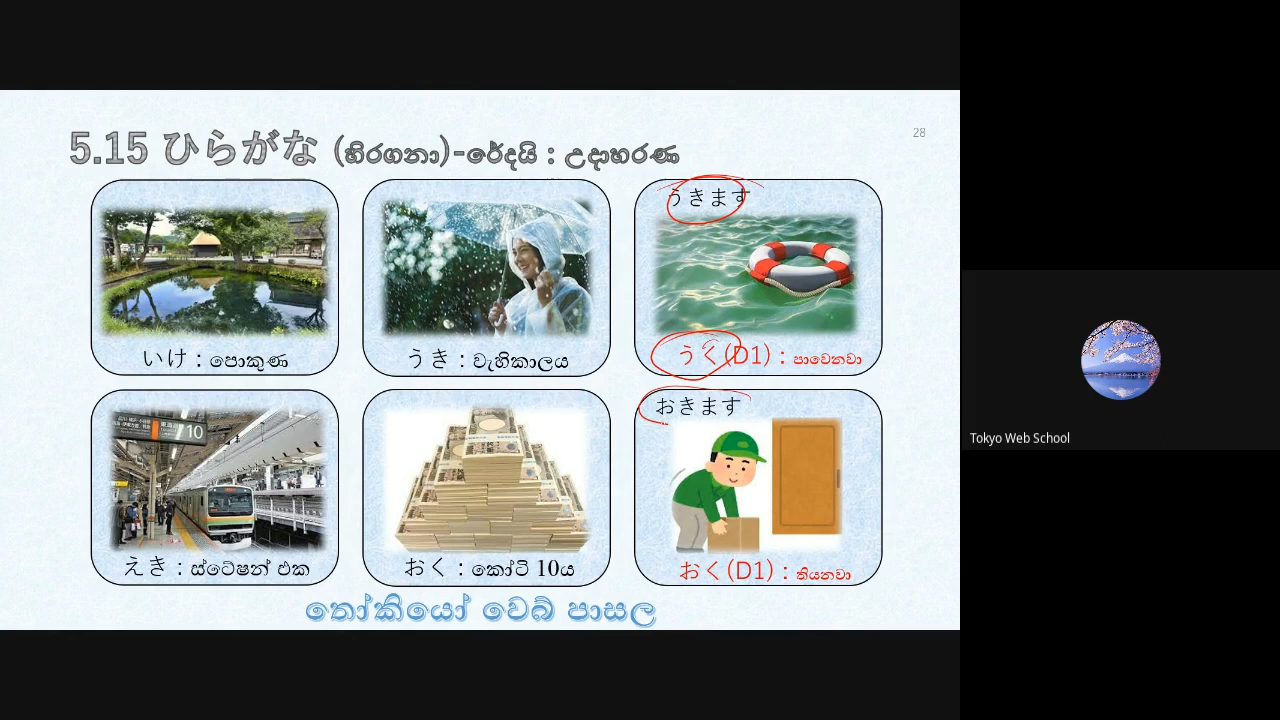 28
5.15 ひらがな (හිරගනා)-රේදයි : උදාහරණ
うきます
いけ : පොකුණ
うき : වැහිකාලය
うく(D1) : පාවෙනවා
おきます
10
えき : ස්ටේෂන් එක
おく : කෝටි 10ය
おく(D1) : තියනවා
තෝකියෝ වෙබ් පාසල
Tokyo Web School